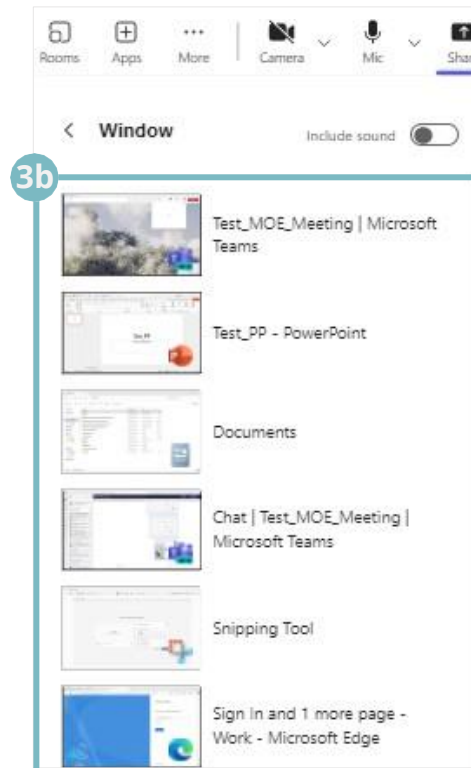 Rooms Apps More Camera Mic Shar
Window Include sound
3b
Test_MOE_Meeting | Microsoft
Teams
Test_PP - PowerPoint
Documents
Chat | Test_MOE_Meeting |
Microsoft Teams
Snipping Tool
Sign In and 1 more page -
Work - Microsoft Edge